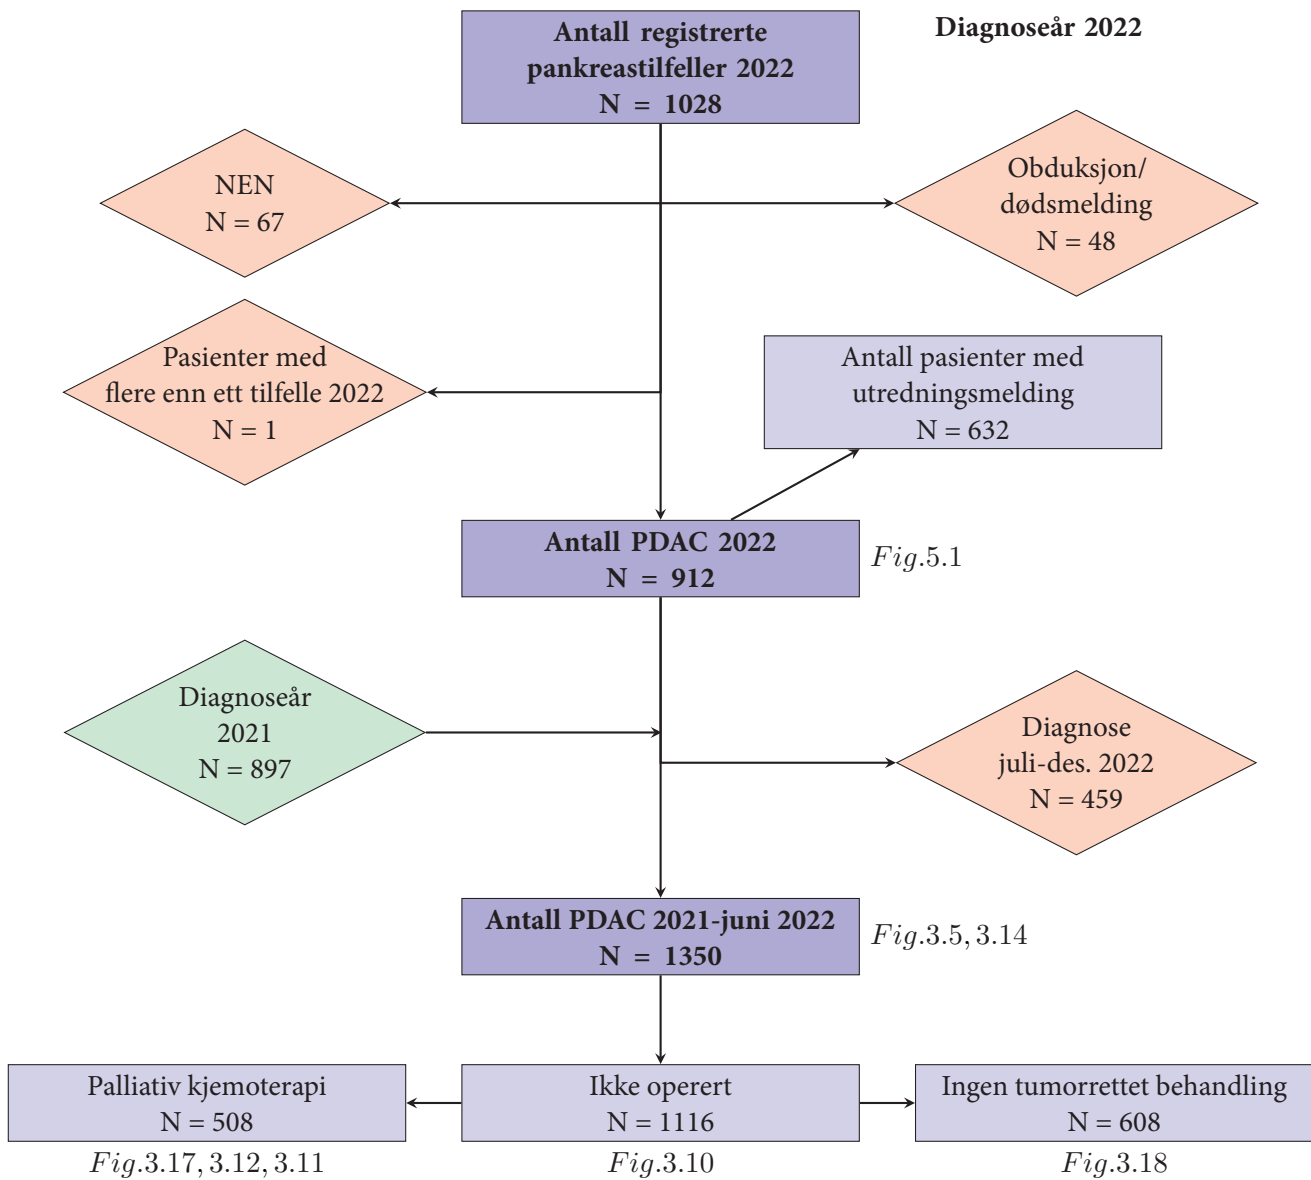 Diagnoseår 2022
Antall registrerte
pankreastilfeller 2022
N = 1028
NEN
N = 67
Obduksjon/
dødsmelding
N = 48
Pasienter med
flere enn ett tilfelle 2022
N = 1
Antall pasienter med
utredningsmelding
N = 632
Antall PDAC 2022
N = 912
Fig.5.1
Diagnoseår
2021
N = 897
Diagnose
juli-des. 2022
N = 459
Antall PDAC 2021-juni 2022
N = 1350
Fig.3.5, 3.14
Palliativ kjemoterapi
N = 508
Fig.3.17, 3.12, 3.11
Ikke operert
N = 1116
Fig.3.10
Ingen tumorrettet behandling
N = 608
Fig.3.18